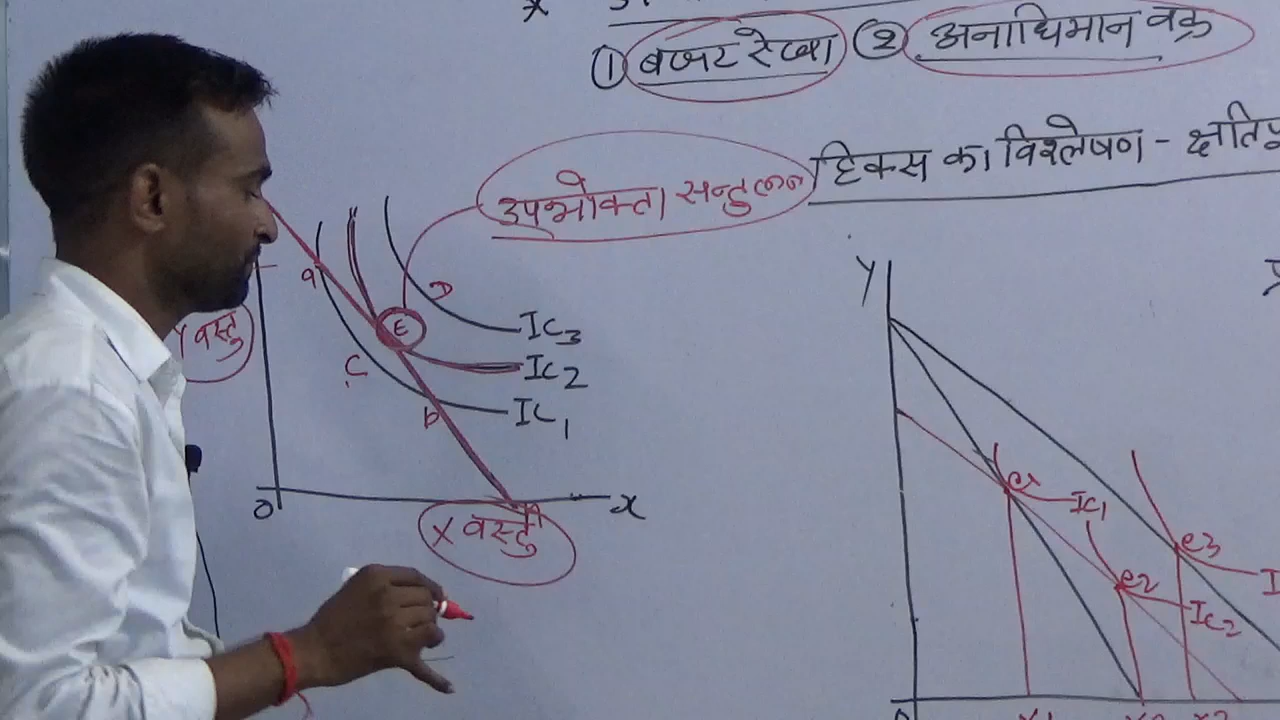 ① बजट रेखा ② अनाधिमान वक्र
हिक्स का विश्लेषण - क्षतिपू
उपभोक्ता सन्तुलन
a
D
E
IC3
C
IC2
b
IC1
Y वस्तु
0
x
X वस्तु
Y
e1
IC1
e2
IC2
e3